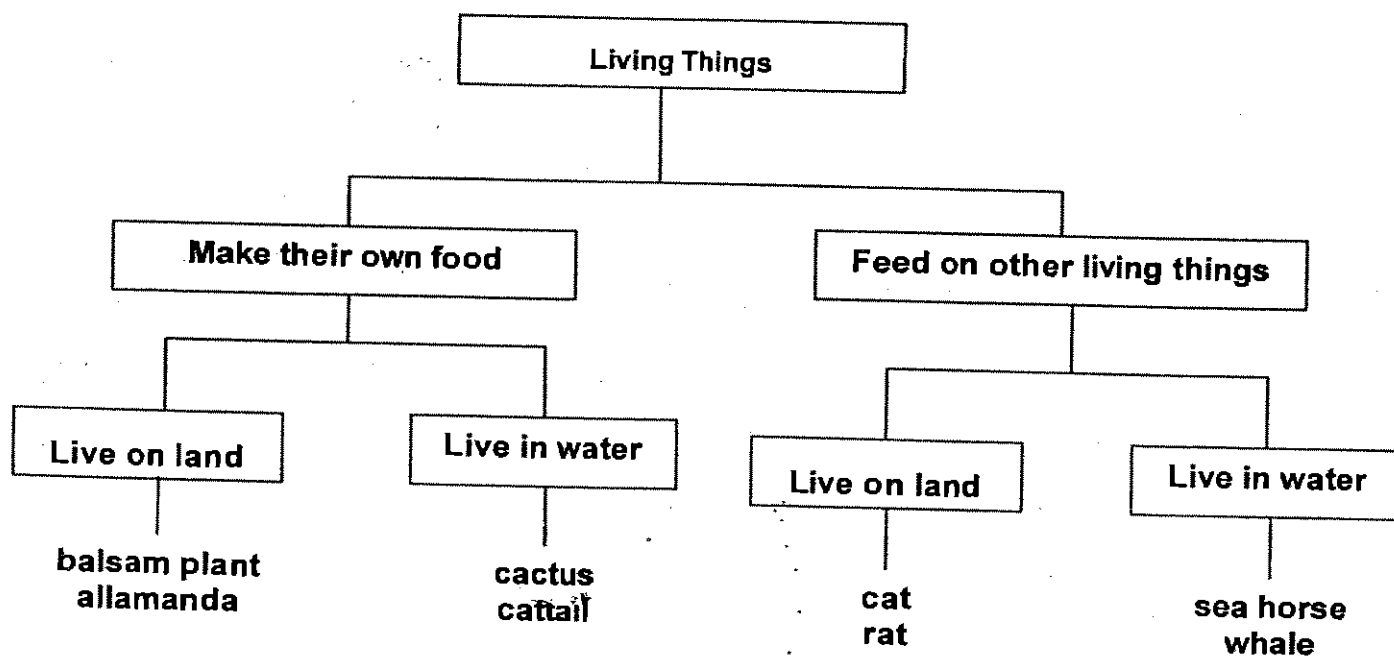 Living Things
Make their own food
Feed on other living things
Live on land
Live in water
Live on land
Live in water
balsam plant
allamanda
cactus
cattail
cat
rat
sea horse
whale